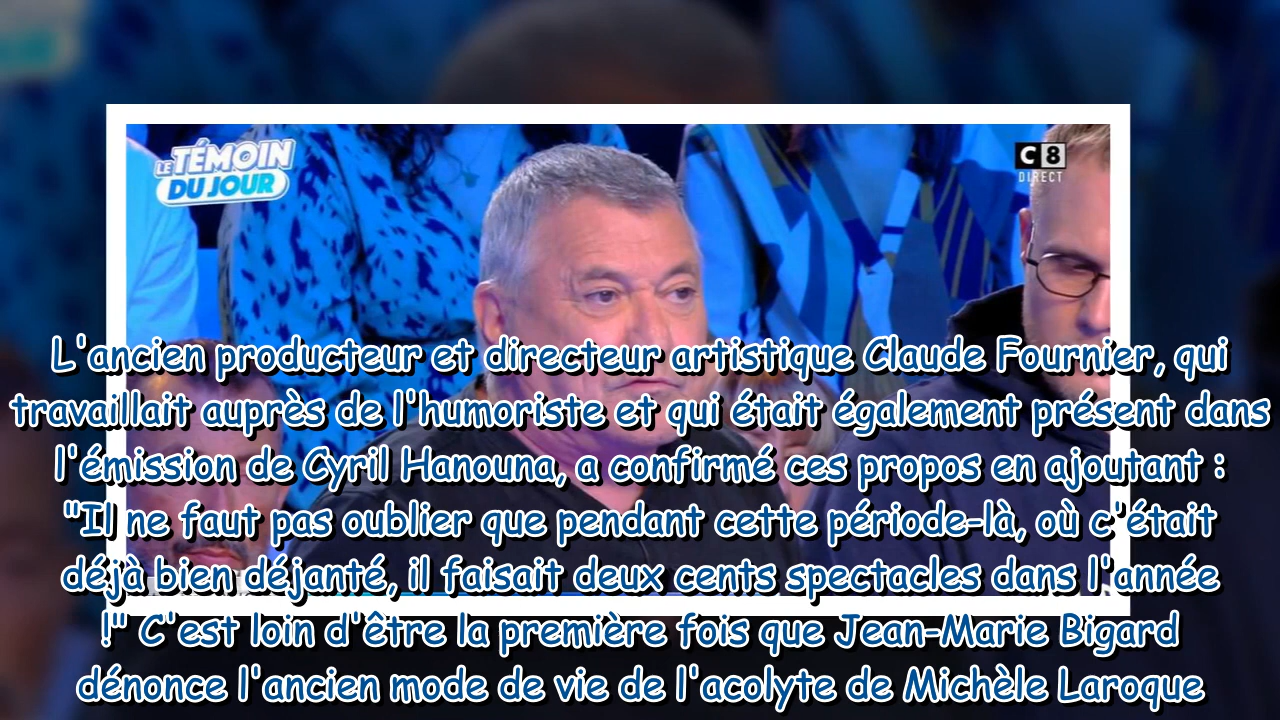 LE TÉMOIN
DU JOUR
C8
DIRECT
L'ancien producteur et directeur artistique Claude Fournier, qui
travaillait auprès de l'humoriste et qui était également présent dans
l'émission de Cyril Hanouna, a confirmé ces propos en ajoutant :
"Il ne faut pas oublier que pendant cette période-là, où c'était
déjà bien déjanté, il faisait deux cents spectacles dans l'année
!" C'est loin d'être la première fois que Jean-Marie Bigard
dénonce l'ancien mode de vie de l'acolyte de Michèle Laroque